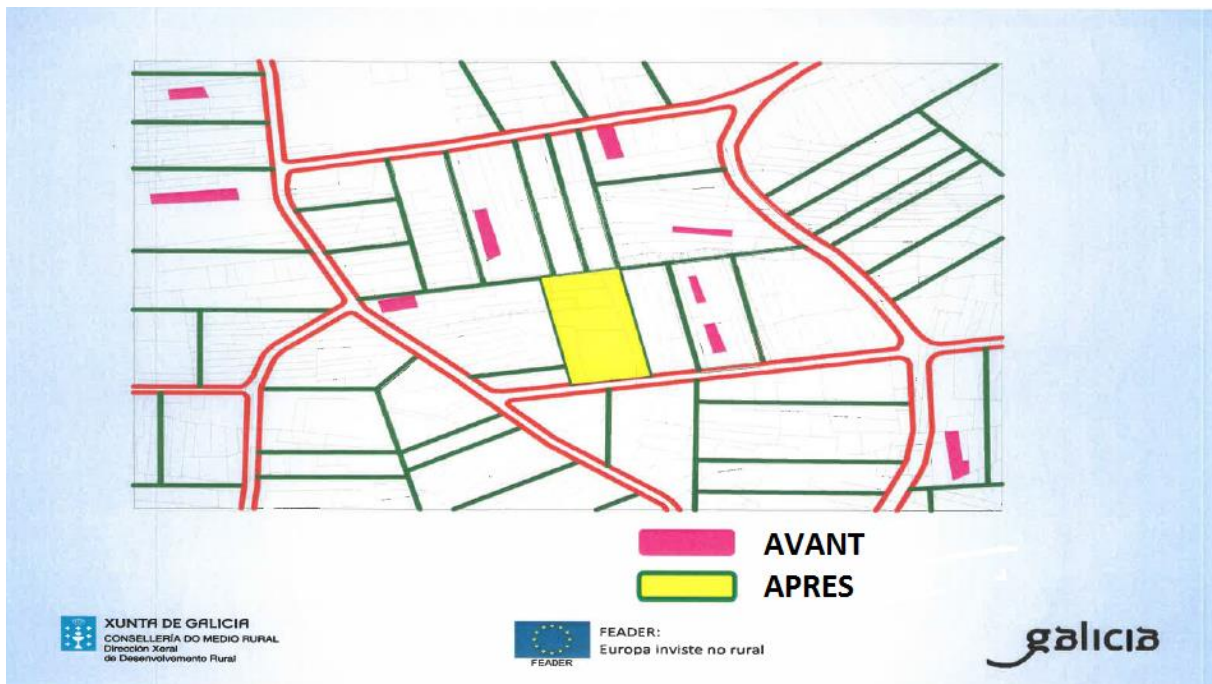 AVANT
APRES
XUNTA DE GALICIA
CONSELLERÍA DO MEDIO RURAL
Dirección Xeral
de Desenvolvemento Rural
FEADER
FEADER:
Europa inviste no rural
galicia